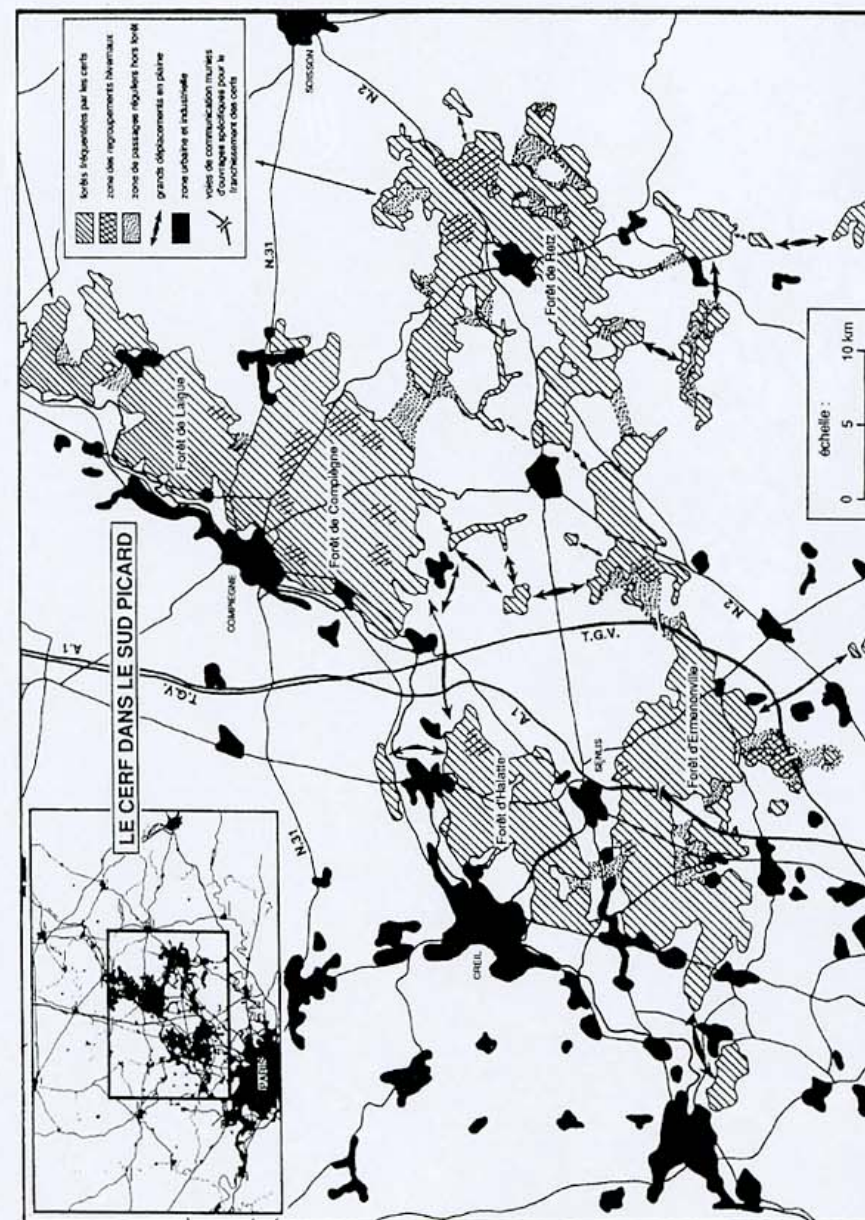 LE CERF DANS LE SUD PICARD
forêts fréquentées par les cerfs
zone des regroupements hivernaux
zone de passages réguliers hors forêt
grands déplacements en plaine
zone urbaine et industrielle
voies de communication munies
d'ouvrages spécifiques pour le
franchissement des cerfs
PARIS
SOISSON
N.2
N.31
Forêt de Laigue
Forêt de Compiègne
COMPIEGNE
Forêt de Retz
A.1
T.G.V.
N.31
T.G.V.
A.1
N.2
Forêt d'Halatte
SENLIS
Forêt d'Ermenonville
CREIL
échelle :
0 5 10 km